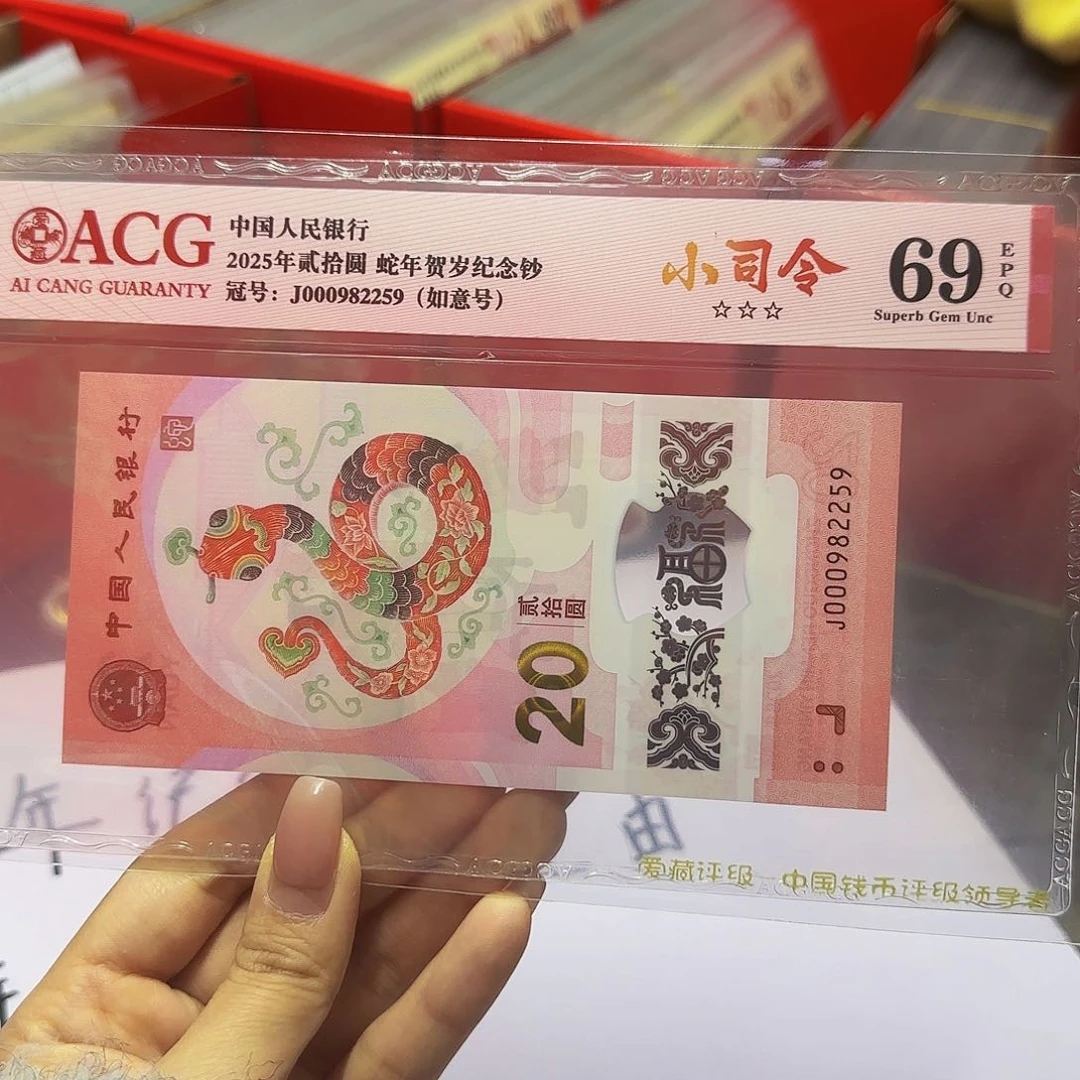 ACG
AI CANG GUARANTY
中国人民银行
2025年贰拾圆 蛇年贺岁纪念钞
冠号：J000982259（如意号）
小司令
☆☆☆
69
EPQ
Superb Gem Unc
中国人民银行
贰拾圆
20
福
J000982259
年
爱藏评级 中国钱币评级领导者
ACGACG